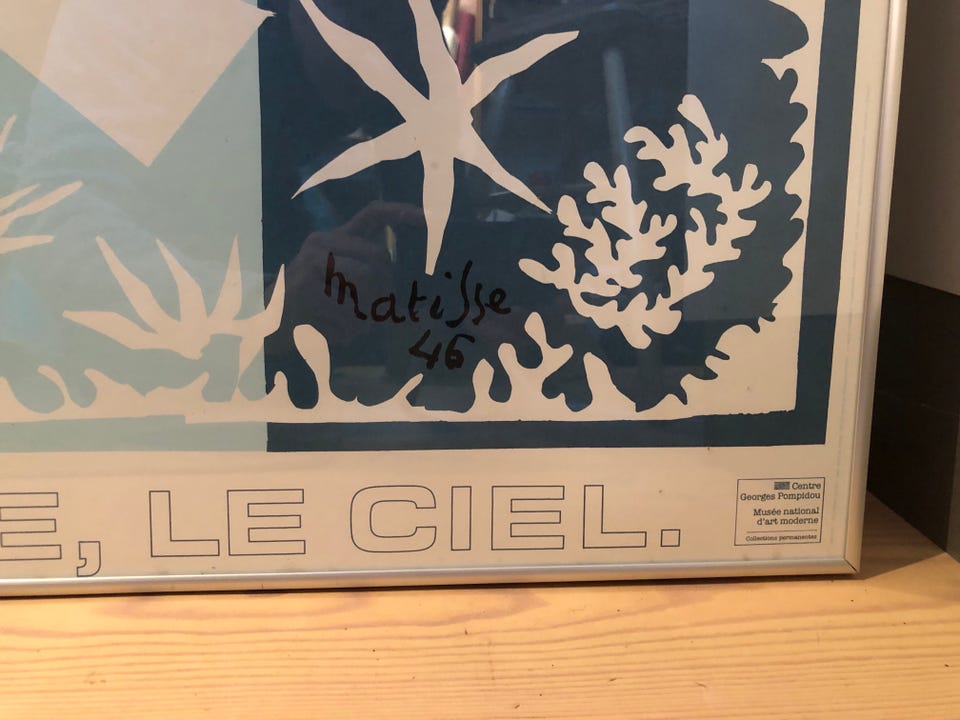 Matisse
46
E, LE CIEL.
Centre
Georges Pompidou
Musée national
d'art moderne
Collections permanentes